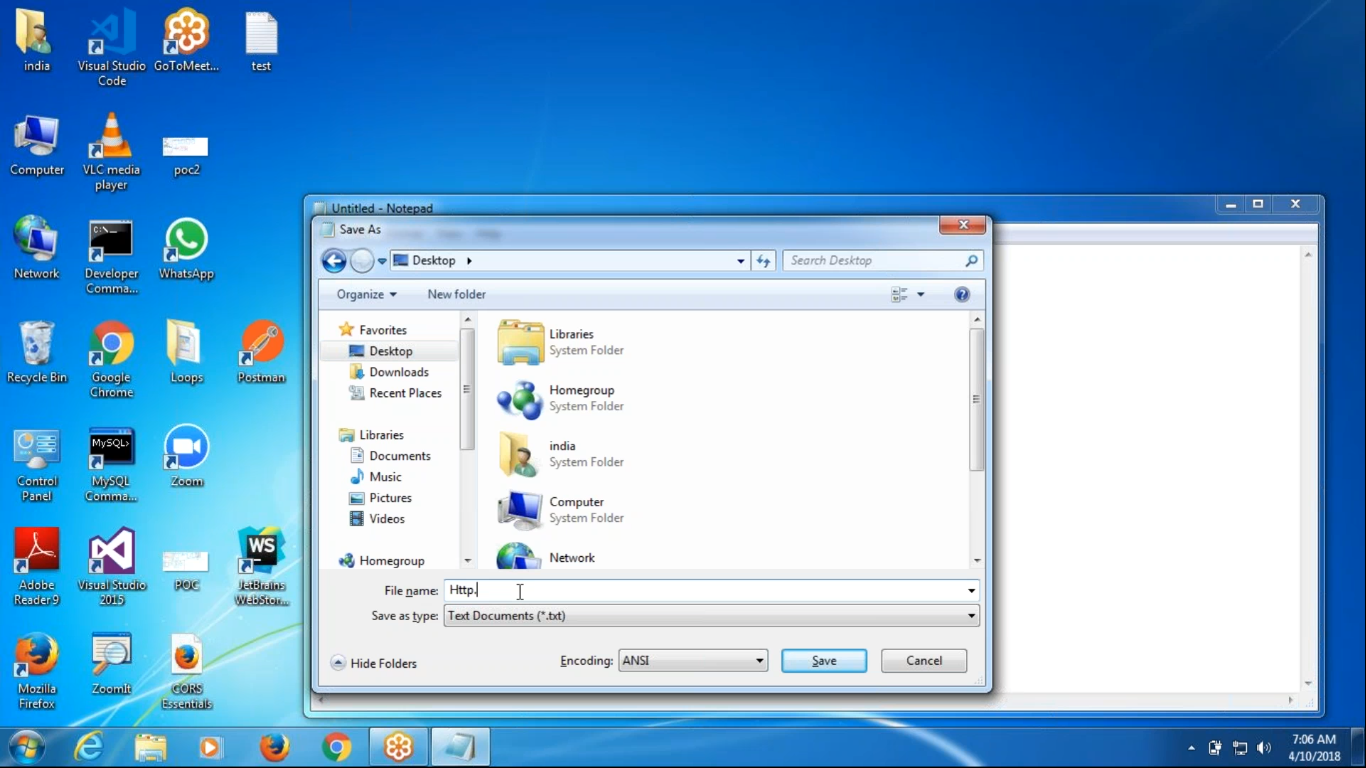 india
Visual Studio
Code
GoToMeet...
test
Computer
VLC media
player
poc2
Network
C:\_
Developer
Comma...
WhatsApp
Recycle Bin
Google
Chrome
Loops
Postman
Control
Panel
MySQL>
MySQL
Comma...
Zoom
Adobe
Reader 9
Visual Studio
2015
POC
WS
JetBrains
WebStor...
Mozilla
Firefox
ZoomIt
CORS
Essentials
Untitled - Notepad
Save As
Desktop
Search Desktop
Organize
New folder
Favorites
Desktop
Downloads
Recent Places
Libraries
Documents
Music
Pictures
Videos
Homegroup
Libraries
System Folder
Homegroup
System Folder
india
System Folder
Computer
System Folder
Network
File name: Http.
Save as type: Text Documents (*.txt)
Hide Folders
Encoding: ANSI
Save
Cancel
7:06 AM
4/10/2018